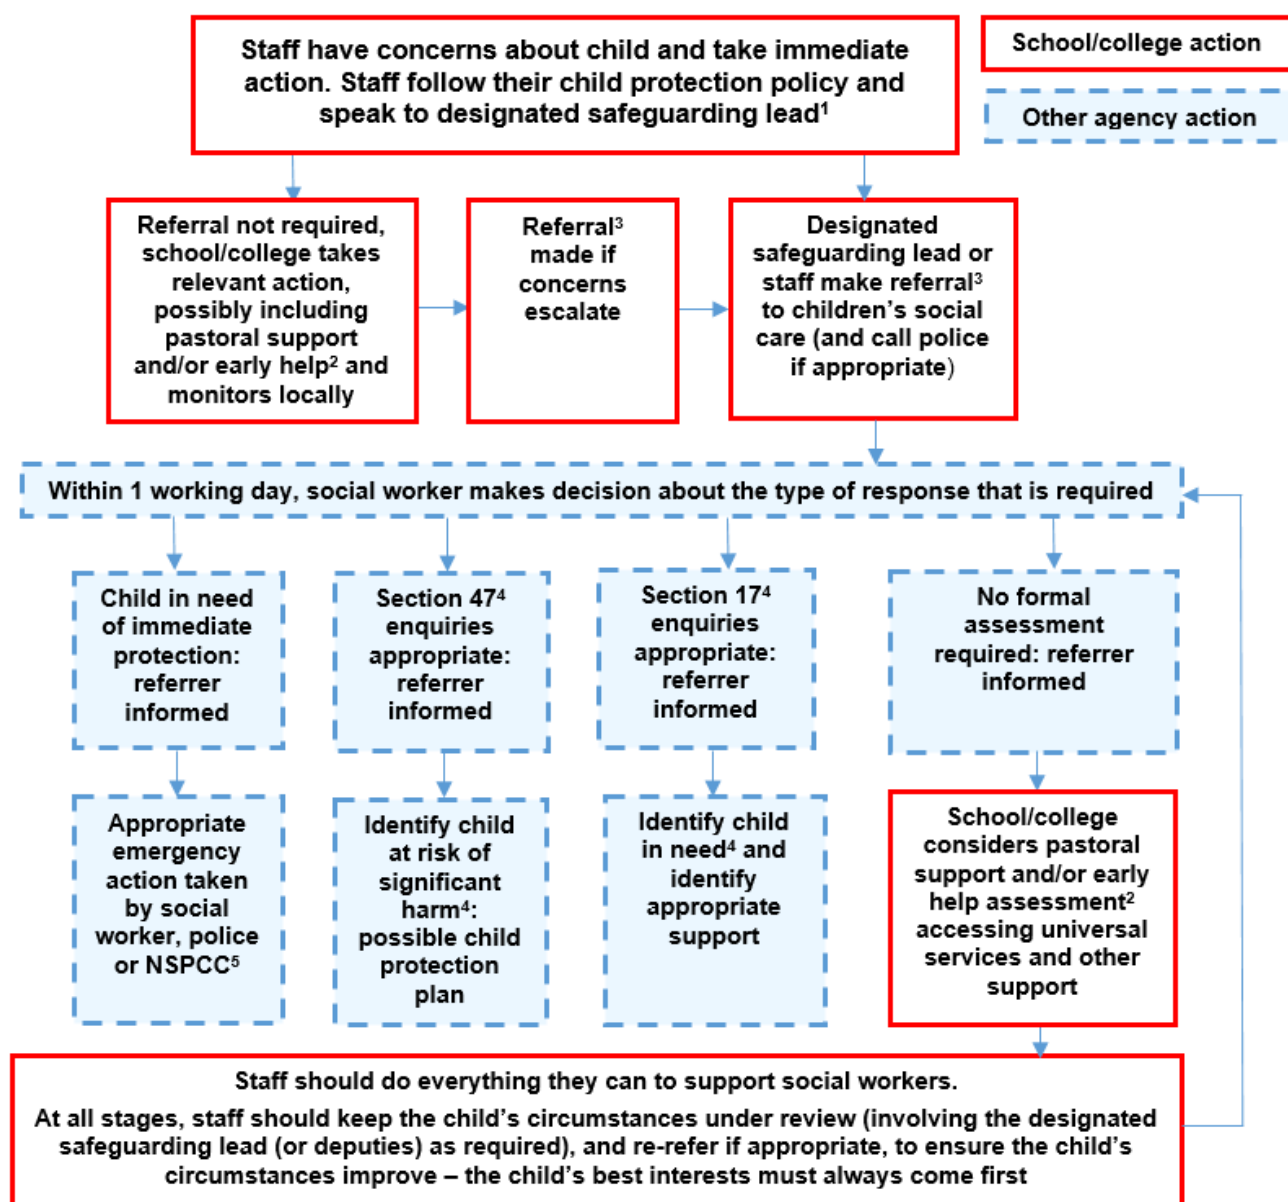 Staff have concerns about child and take immediate
action. Staff follow their child protection policy and
speak to designated safeguarding lead¹
School/college action
Other agency action
Referral not required,
school/college takes
relevant action,
possibly including
pastoral support
and/or early help² and
monitors locally
Referral³
made if
concerns
escalate
Designated
safeguarding lead or
staff make referral³
to children’s social
care (and call police
if appropriate)
Within 1 working day, social worker makes decision about the type of response that is required
Child in need
of immediate
protection:
referrer
informed
Section 47⁴
enquiries
appropriate:
referrer
informed
Section 17⁴
enquiries
appropriate:
referrer
informed
No formal
assessment
required: referrer
informed
Appropriate
emergency
action taken
by social
worker, police
or NSPCC⁵
Identify child
at risk of
significant
harm⁴:
possible child
protection
plan
Identify child
in need⁴ and
identify
appropriate
support
School/college
considers pastoral
support and/or early
help assessment²
accessing universal
services and other
support
Staff should do everything they can to support social workers.
At all stages, staff should keep the child’s circumstances under review (involving the designated
safeguarding lead (or deputies) as required), and re-refer if appropriate, to ensure the child’s
circumstances improve – the child’s best interests must always come first